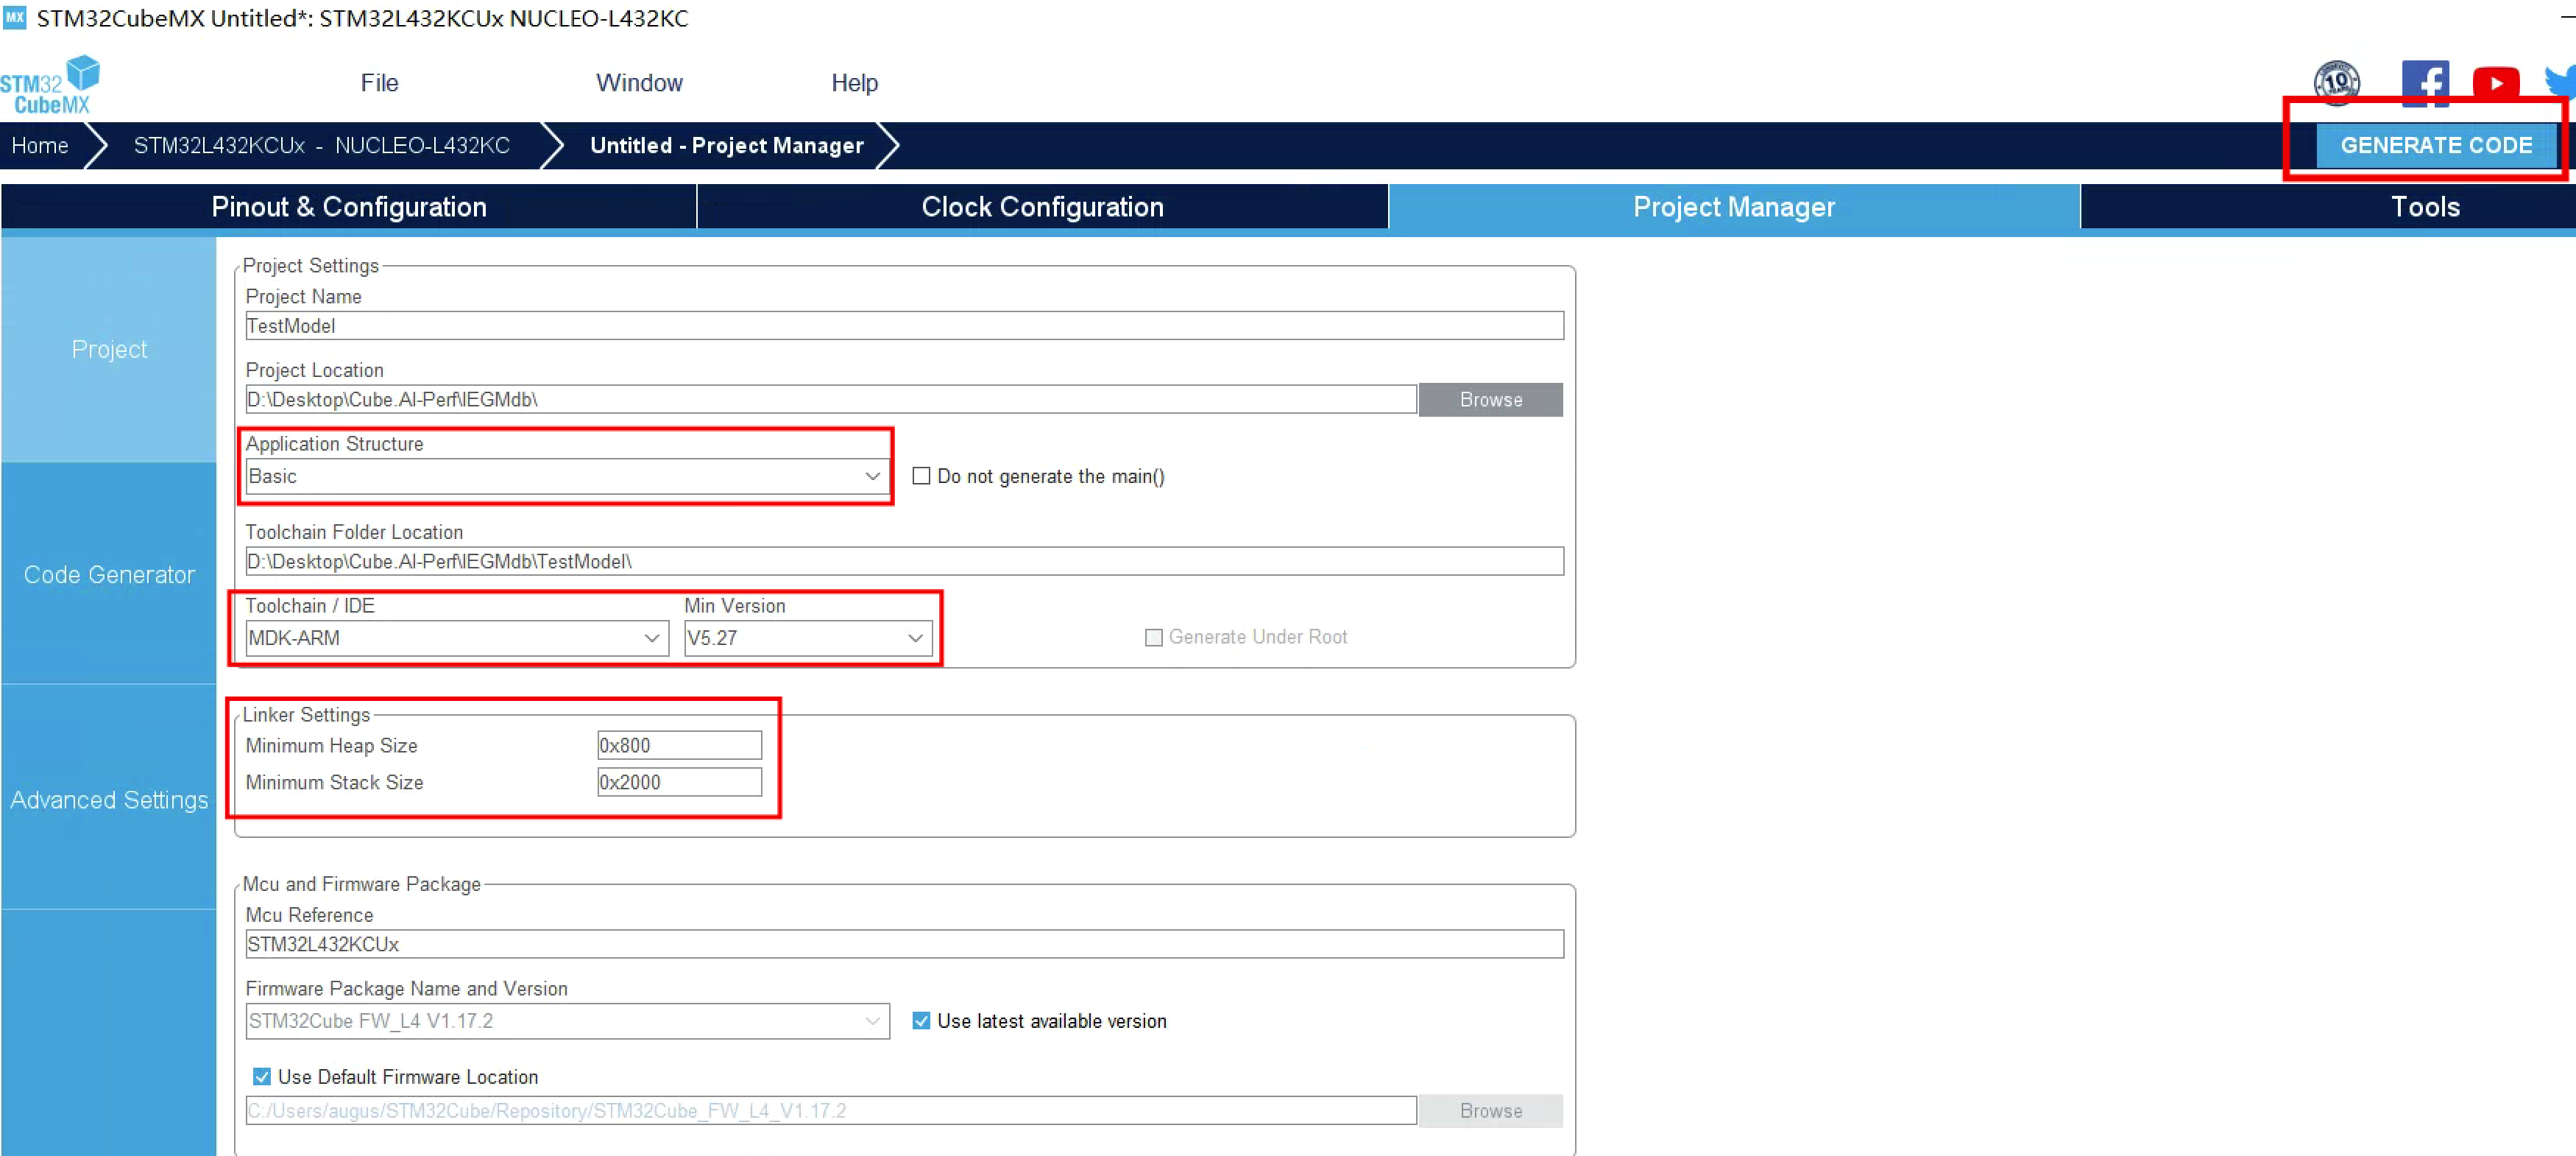 MX STM32CubeMX Untitled*: STM32L432KCUx NUCLEO-L432KC
STM32
CubeMX
File Window Help
10
YEARS
Home STM32L432KCUx - NUCLEO-L432KC Untitled - Project Manager GENERATE CODE
Pinout & Configuration Clock Configuration Project Manager Tools
Project
Code Generator
Advanced Settings
Project Settings
Project Name
TestModel
Project Location
D:\Desktop\Cube.AI-Perf\IEGMdb\ Browse
Application Structure
Basic Do not generate the main()
Toolchain Folder Location
D:\Desktop\Cube.AI-Perf\IEGMdb\TestModel\
Toolchain / IDE Min Version
MDK-ARM V5.27 Generate Under Root
Linker Settings
Minimum Heap Size 0x800
Minimum Stack Size 0x2000
Mcu and Firmware Package
Mcu Reference
STM32L432KCUx
Firmware Package Name and Version
STM32Cube FW_L4 V1.17.2 Use latest available version
Use Default Firmware Location
C:/Users/augus/STM32Cube/Repository/STM32Cube_FW_L4_V1.17.2 Browse